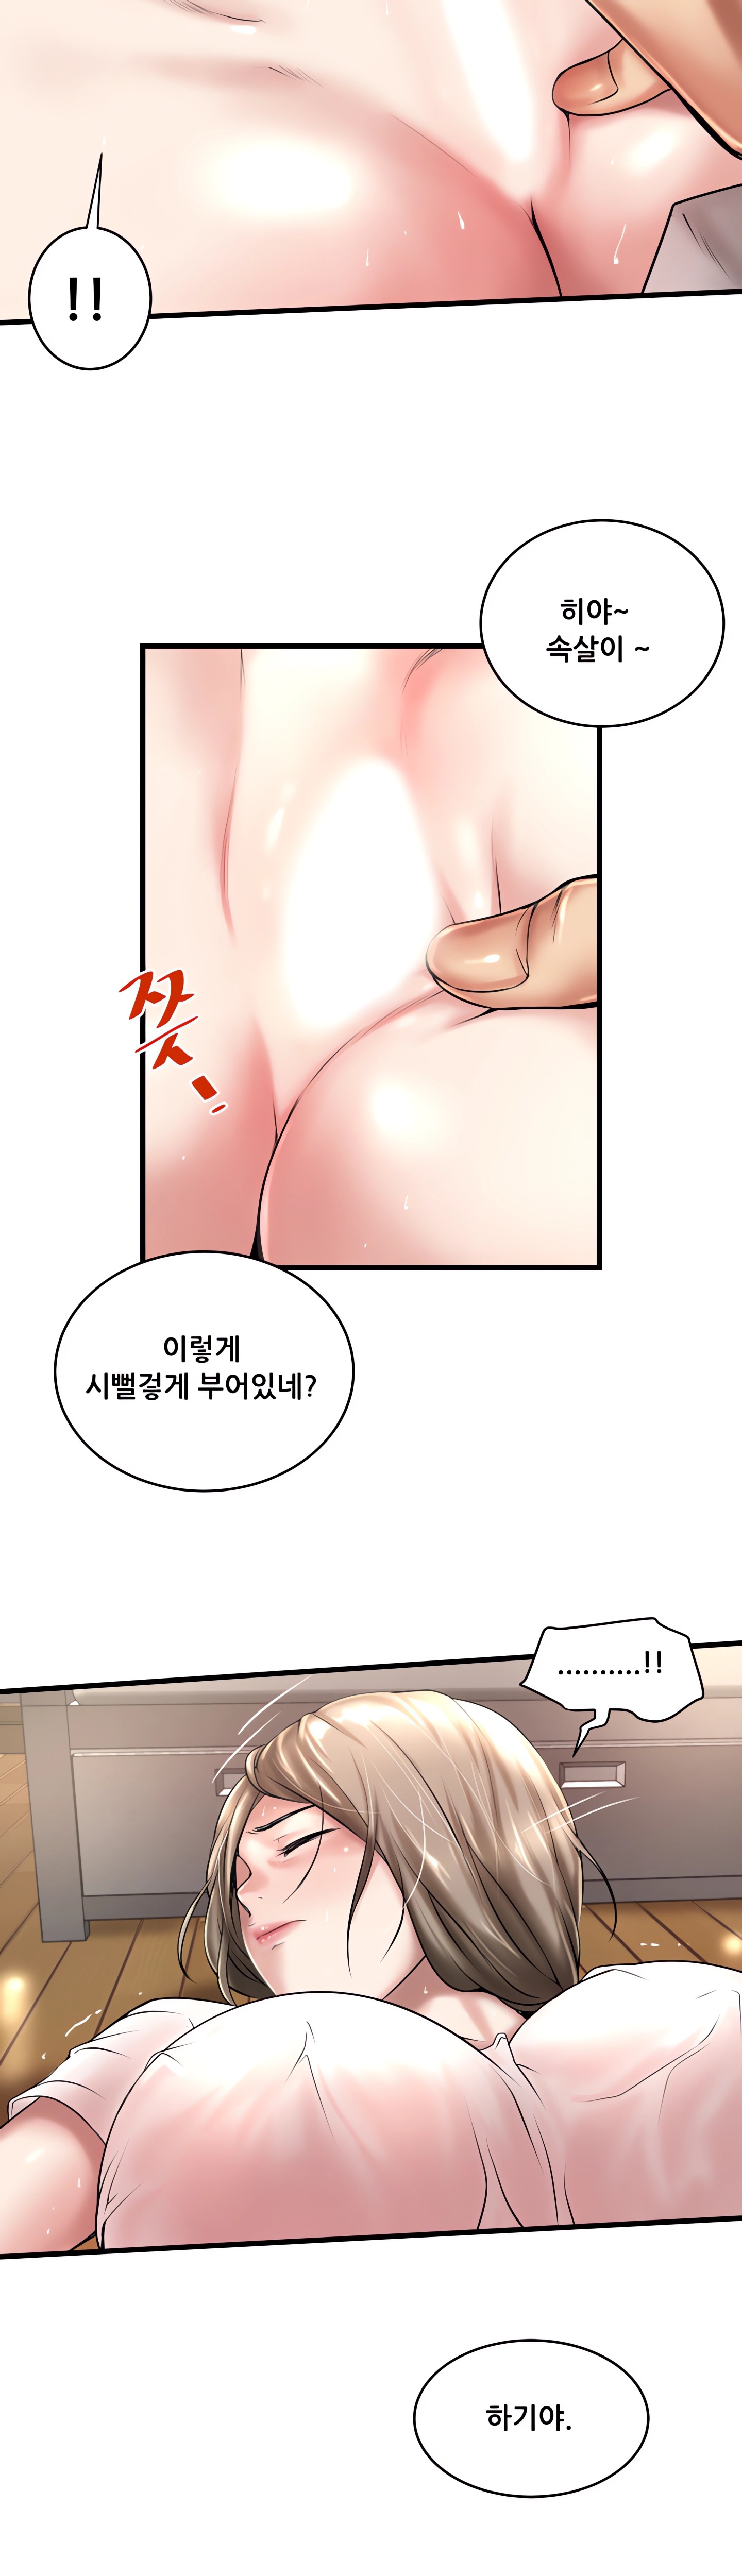 !!
히야~
속살이 ~
쫏!
이렇게
시뻘겋게 부어있네?
..........!!
하기야.